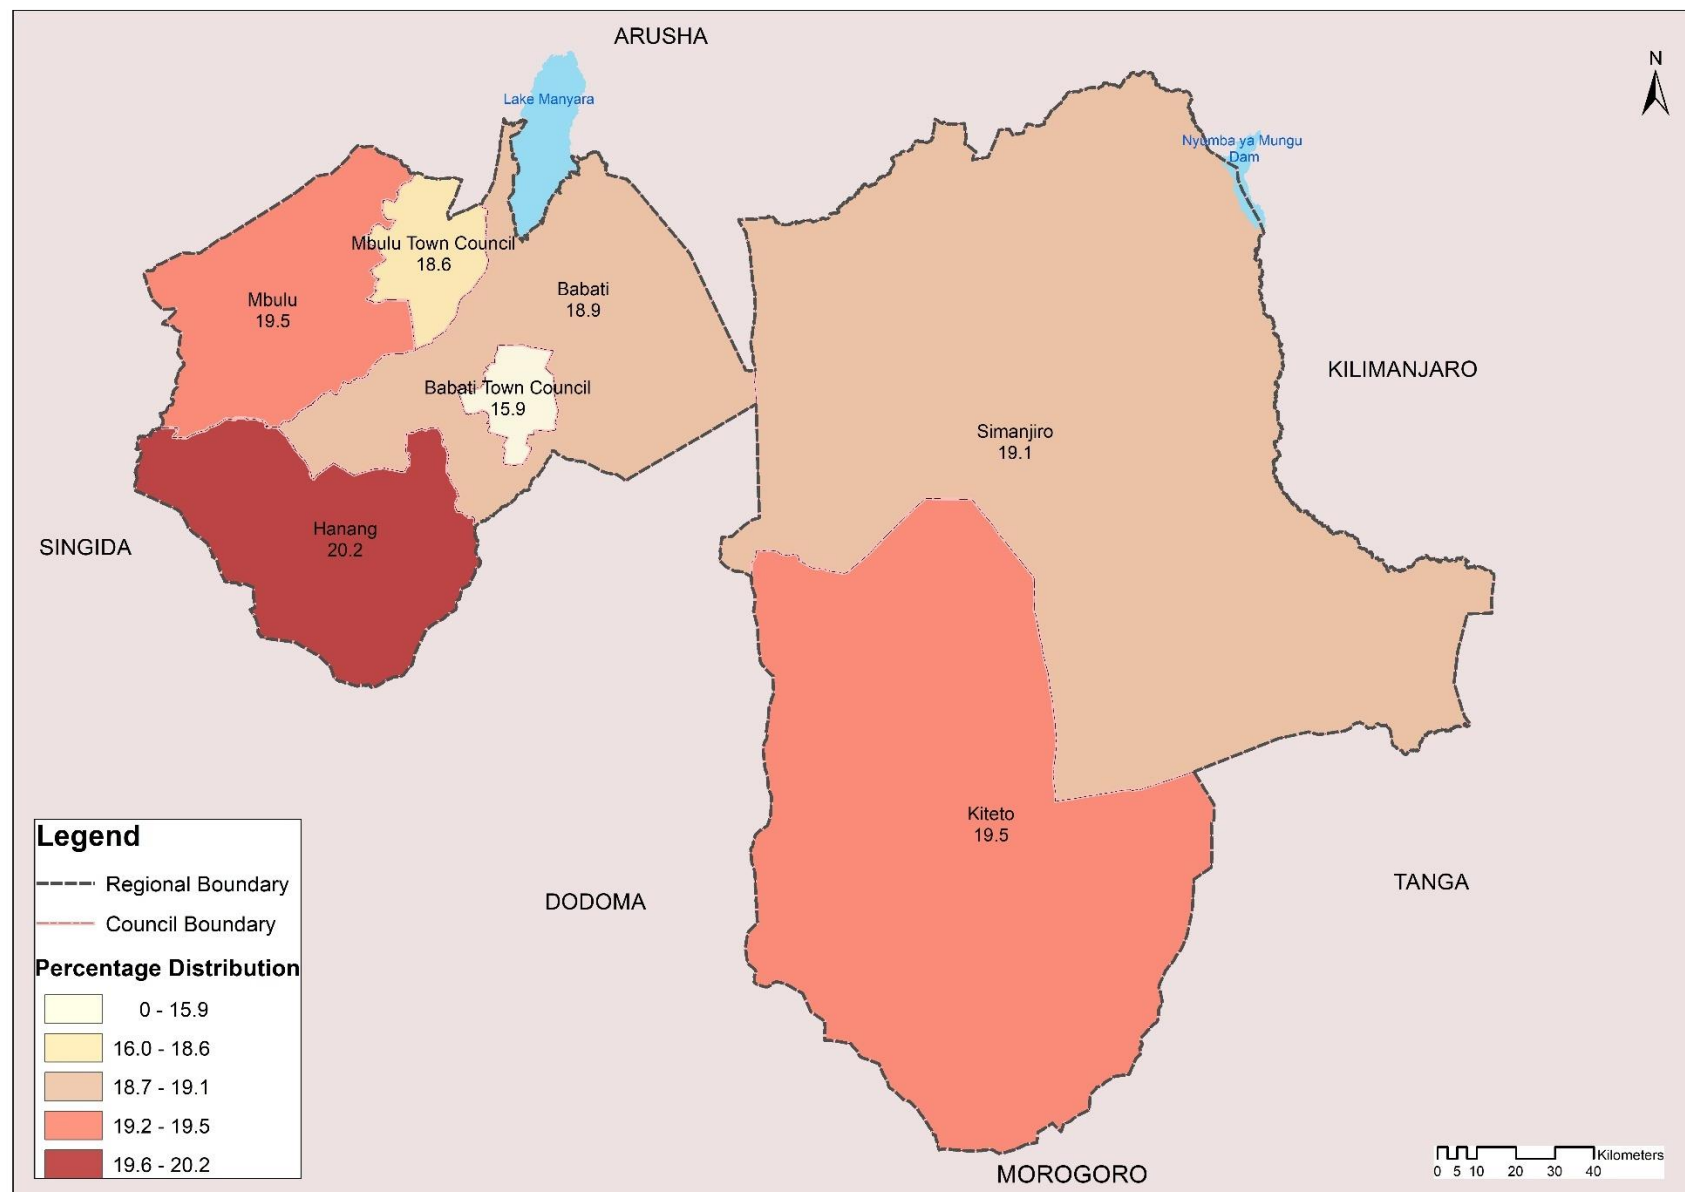 ARUSHA
N
Lake Manyara
Nyumba ya Mungu
Dam
Mbulu Town Council
18.6
Mbulu
19.5
Babati
18.9
KILIMANJARO
Babati Town Council
15.9
Simanjiro
19.1
Hanang
20.2
SINGIDA
Kiteto
19.5
DODOMA
TANGA
MOROGORO
Legend
Regional Boundary
Council Boundary
Percentage Distribution
0 - 15.9
16.0 - 18.6
18.7 - 19.1
19.2 - 19.5
19.6 - 20.2
Kilometers
0 5 10 20 30 40